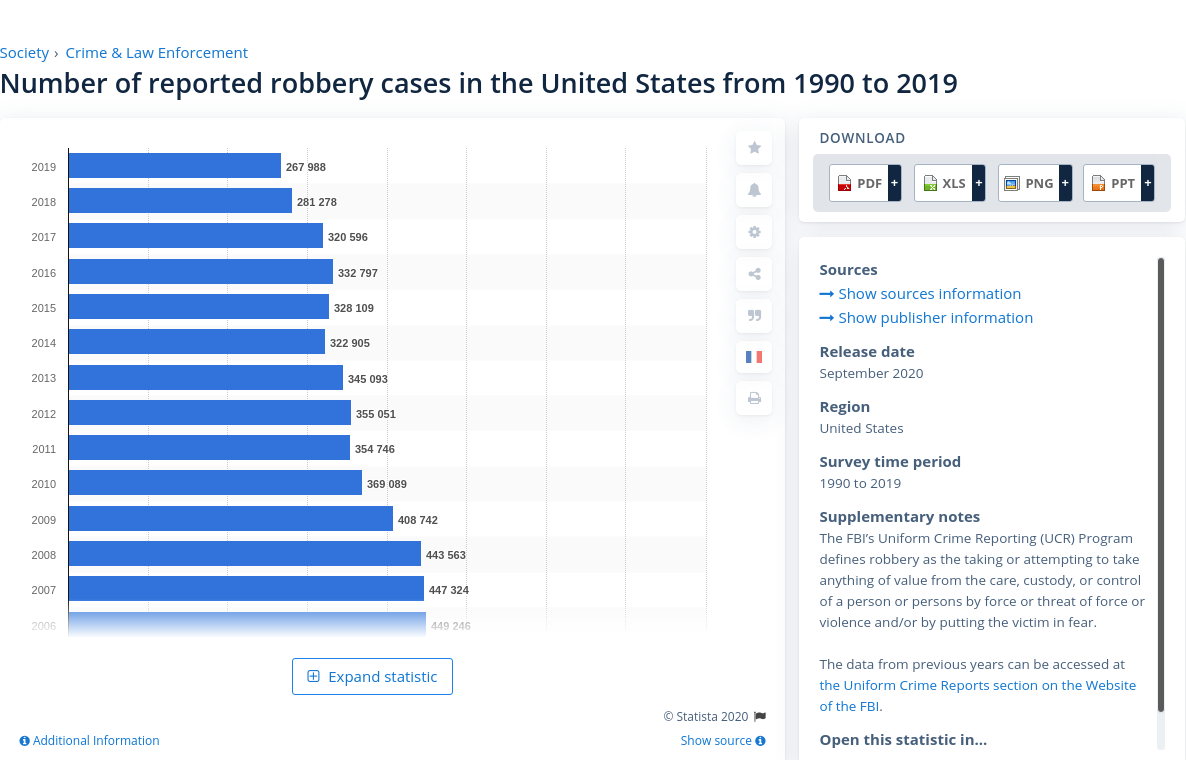 Society › Crime & Law Enforcement
Number of reported robbery cases in the United States from 1990 to 2019
2019 267 988
2018 281 278
2017 320 596
2016 332 797
2015 328 109
2014 322 905
2013 345 093
2012 355 051
2011 354 746
2010 369 089
2009 408 742
2008 443 563
2007 447 324
2006 449 246
Expand statistic
© Statista 2020
Additional Information
Show source
DOWNLOAD
PDF + XLS + PNG + PPT +
Sources
Show sources information
Show publisher information
Release date
September 2020
Region
United States
Survey time period
1990 to 2019
Supplementary notes
The FBI's Uniform Crime Reporting (UCR) Program
defines robbery as the taking or attempting to take
anything of value from the care, custody, or control
of a person or persons by force or threat of force or
violence and/or by putting the victim in fear.
The data from previous years can be accessed at
the Uniform Crime Reports section on the Website
of the FBI.
Open this statistic in...